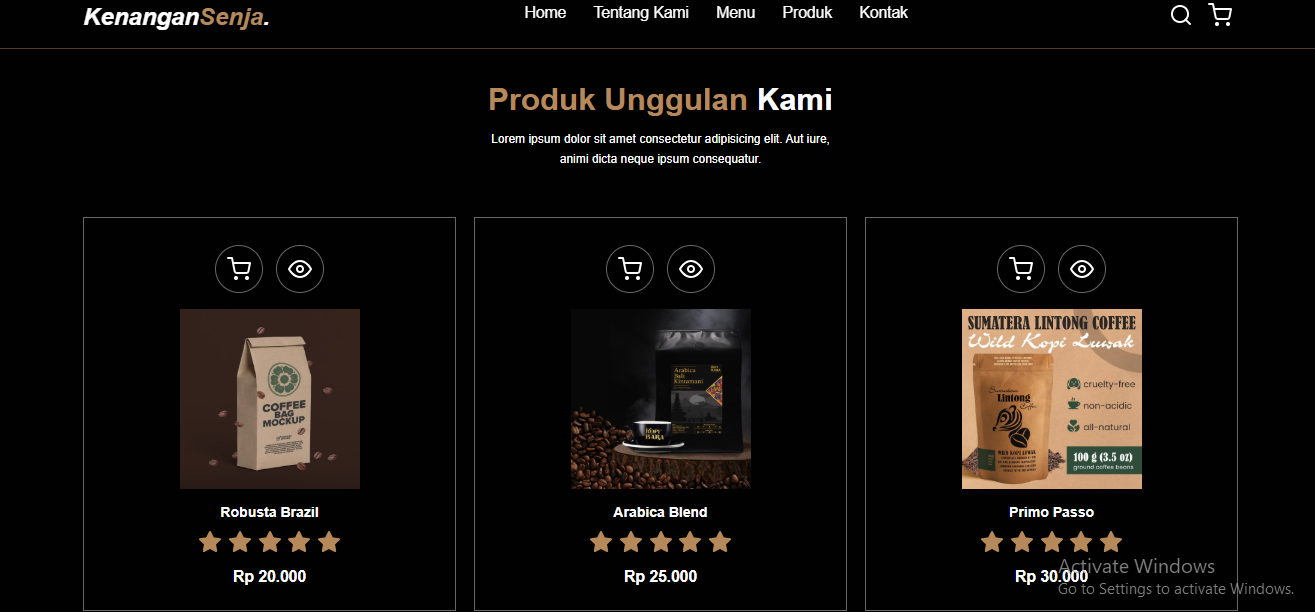 KenanganSenja.
Home Tentang Kami Menu Produk Kontak
Produk Unggulan Kami
Lorem ipsum dolor sit amet consectetur adipisicing elit. Aut iure,
animi dicta neque ipsum consequatur.
COFFEE
BAG
MOCKUP
Arabica
Bali
Kintamani
KOPI
BARA
SUMATERA LINTONG COFFEE
Wild Kopi Luwak
Lintong
Coffee
WILD KOPI LUWAK
cruelty-free
non-acidic
all-natural
100 g (3.5 oz)
ground coffee beans
Robusta Brazil
Arabica Blend
Primo Passo
Rp 20.000
Rp 25.000
Rp 30.000
Activate Windows
Go to Settings to activate Windows.